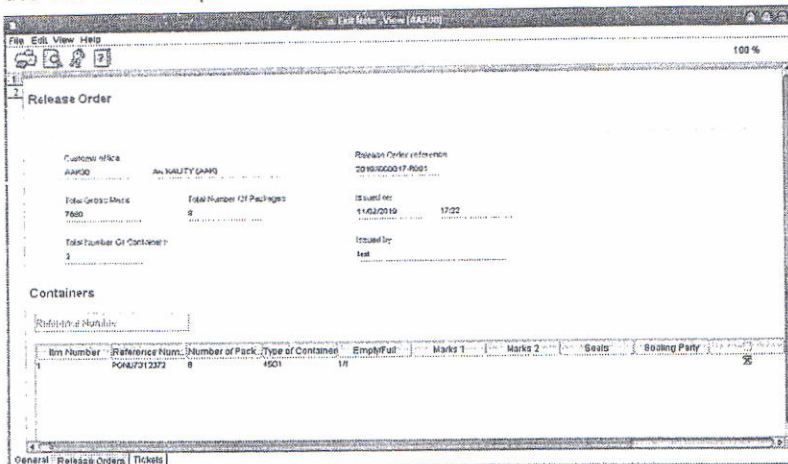 Exit Note - View [AAK00]
File Edit View Help
100 %
1
2
Release Order
Customs office
Release Order reference
AAK00
Total Gross Mass
Total Number Of Packages
Issued on
7680
8
11/02/2019
17:22
Total Number Of Containers
Issued by
test
Containers
Reference Number
Itm Number
Reference Num..
Number of Pack..
Type of Container
Empty/Full
Marks 1
Marks 2
Seals
Sealing Party
1
PONU7312372
8
4501
1/1
General
Release Orders
Tickets